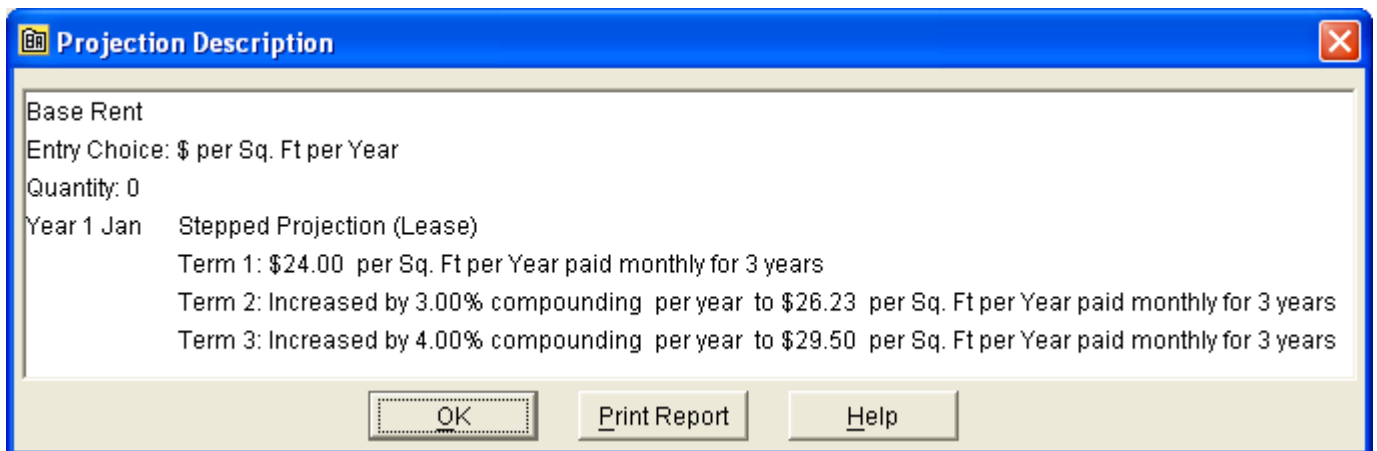 Projection Description
Base Rent
Entry Choice: $ per Sq. Ft per Year
Quantity: 0
Year 1 Jan Stepped Projection (Lease)
Term 1: $24.00 per Sq. Ft per Year paid monthly for 3 years
Term 2: Increased by 3.00% compounding per year to $26.23 per Sq. Ft per Year paid monthly for 3 years
Term 3: Increased by 4.00% compounding per year to $29.50 per Sq. Ft per Year paid monthly for 3 years
OK Print Report Help